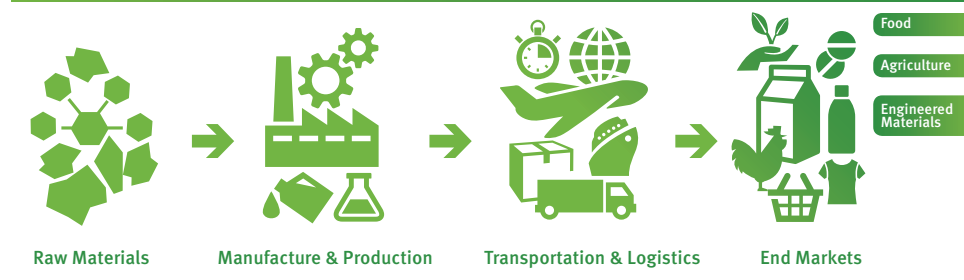 Food
Agriculture
Engineered
Materials
Raw Materials
Manufacture & Production
Transportation & Logistics
End Markets